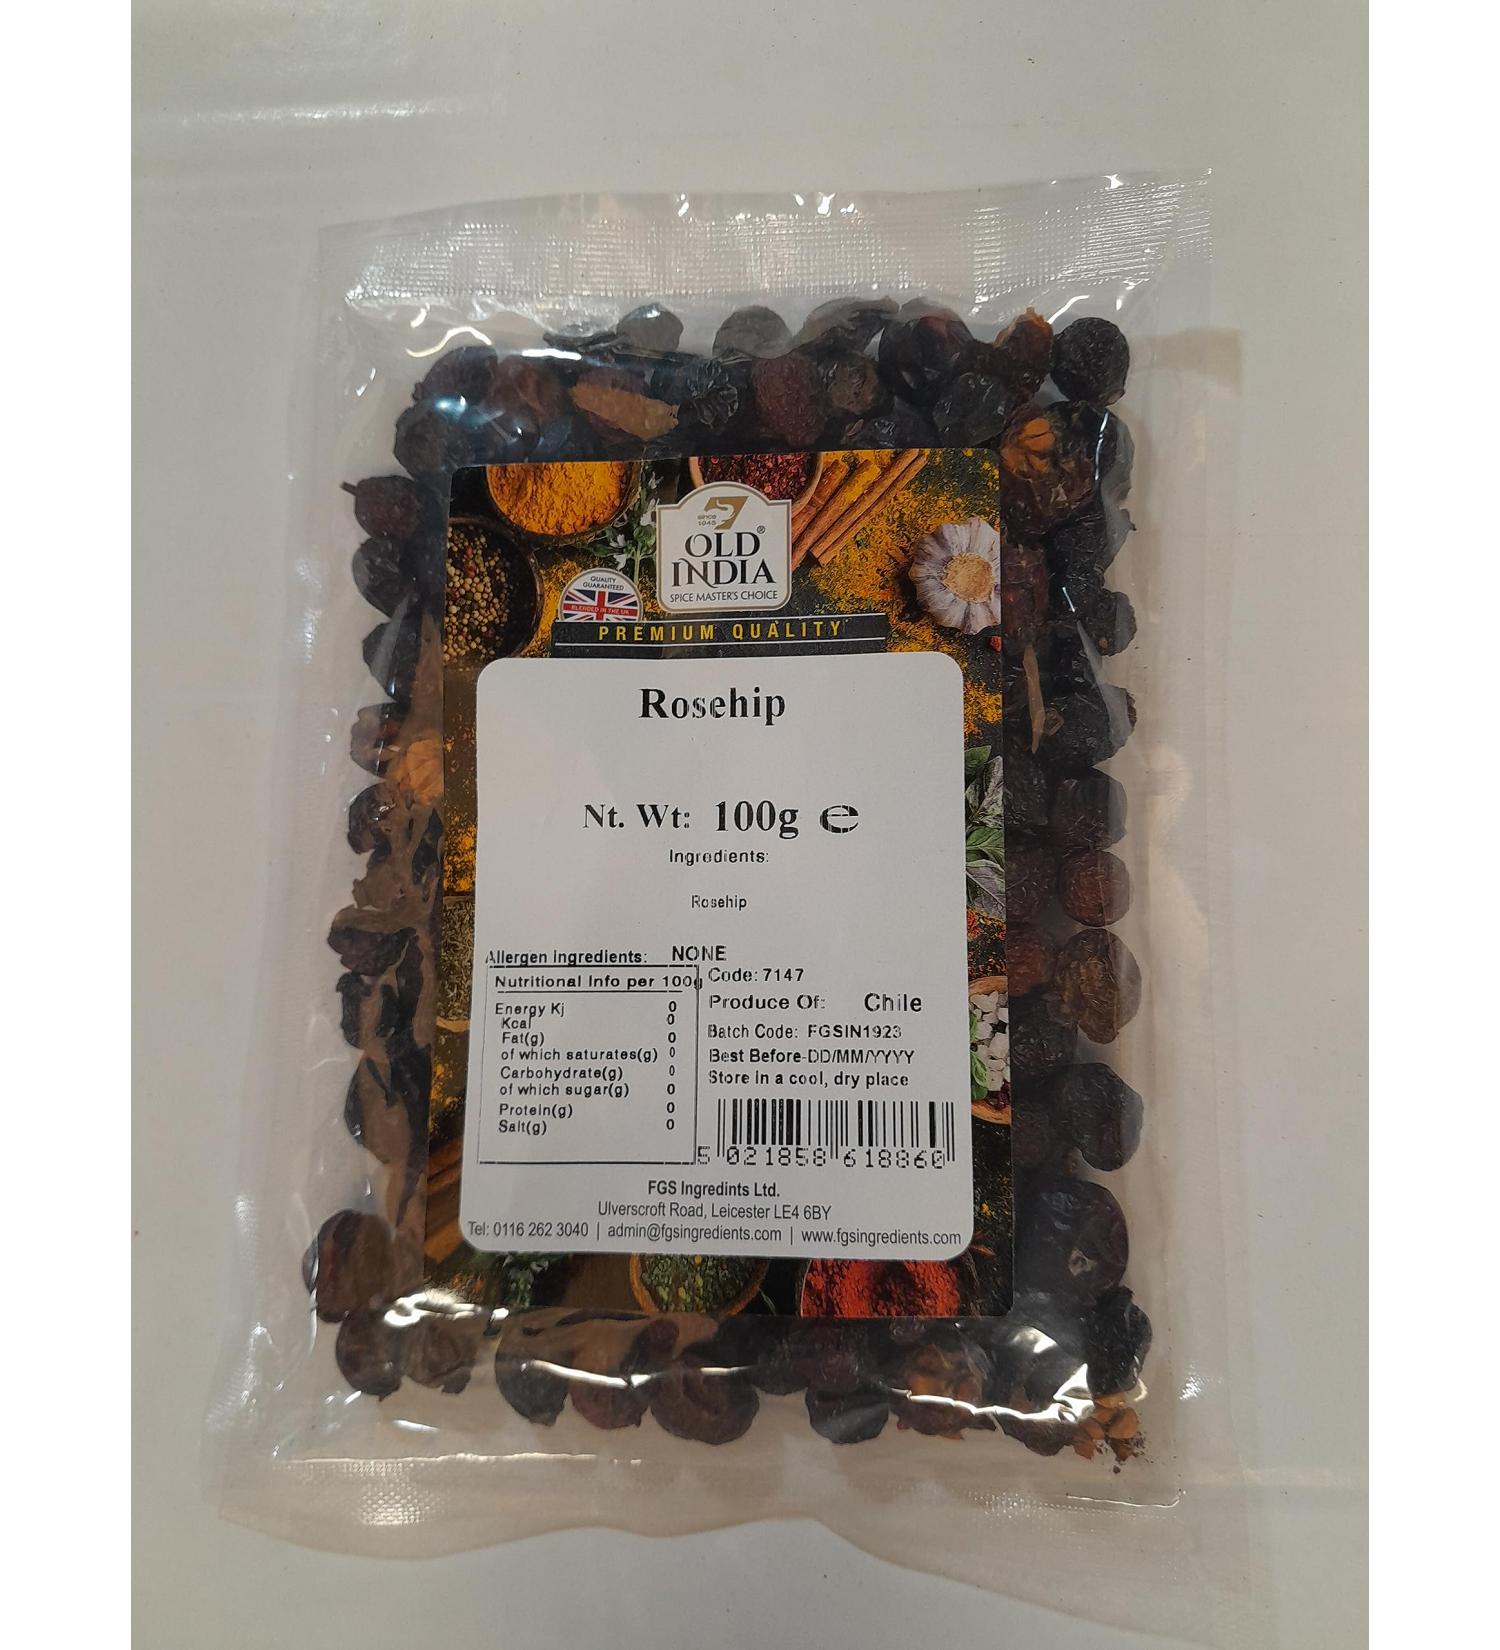 since
1945
OLD®
INDIA
SPICE MASTER'S CHOICE
QUALITY
GUARANTEED
BLENDED IN THE UK
PREMIUM QUALITY
Rosehip
Nt. Wt: 100g ℮
Ingredients:
Rosehip
Allergen ingredients: NONE
Nutritional Info per 100g
Energy Kj 0
Kcal 0
Fat(g) 0
of which saturates(g) 0
Carbohydrate(g) 0
of which sugar(g) 0
Protein(g) 0
Salt(g) 0
Code: 7147
Produce Of: Chile
Batch Code: FGSIN1923
Best Before-DD/MM/YYYY
Store in a cool, dry place
5 021858 618860
FGS Ingredints Ltd.
Ulverscroft Road, Leicester LE4 6BY
Tel: 0116 262 3040 | admin@fgsingredients.com | www.fgsingredients.com